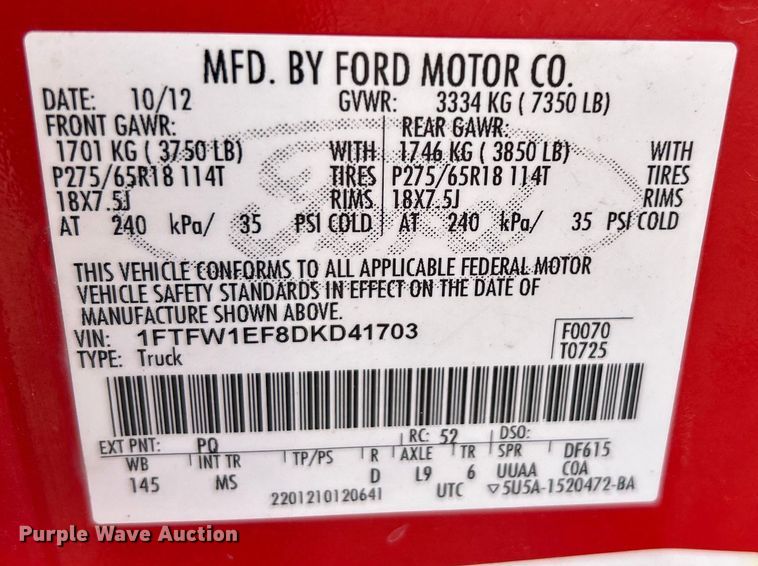 MFD. BY FORD MOTOR CO.
DATE: 10/12 GVWR: 3334 KG ( 7350 LB)
FRONT GAWR: REAR GAWR:
1701 KG ( 3750 LB) WITH 1746 KG ( 3850 LB) WITH
P275/65R18 114T TIRES P275/65R18 114T TIRES
18X7.5J RIMS 18X7.5J RIMS
AT 240 kPa/ 35 PSI COLD AT 240 kPa/ 35 PSI COLD
Ford
THIS VEHICLE CONFORMS TO ALL APPLICABLE FEDERAL MOTOR
VEHICLE SAFETY STANDARDS IN EFFECT ON THE DATE OF
MANUFACTURE SHOWN ABOVE.
VIN: 1FTFW1EF8DKD41703 F0070
TYPE: Truck T0725
EXT PNT: PQ RC: 52 DSO:
WB INT TR TP/PS R AXLE TR SPR DF615
145 MS D L9 6 UUAA COA
2201210120641 UTC ▽5U5A-1520472-BA
Purple Wave Auction